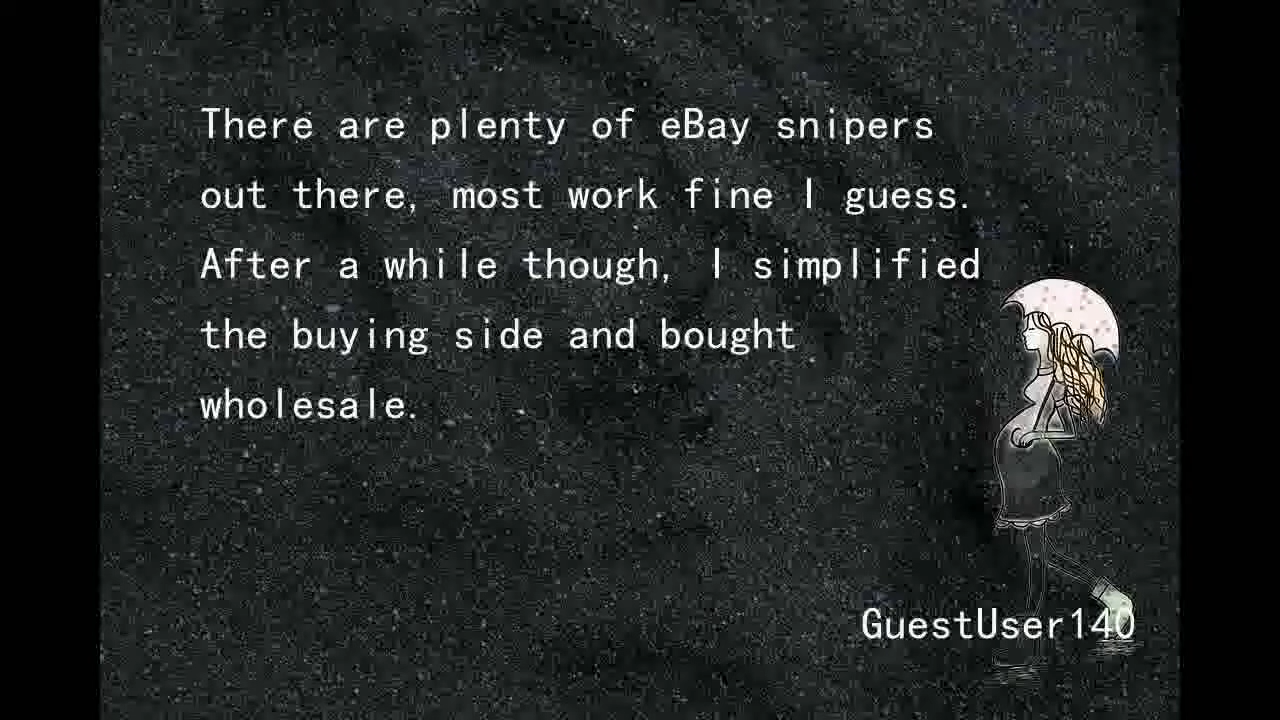 There are plenty of eBay snipers
out there, most work fine I guess.
After a while though, I simplified
the buying side and bought
wholesale.
GuestUser140